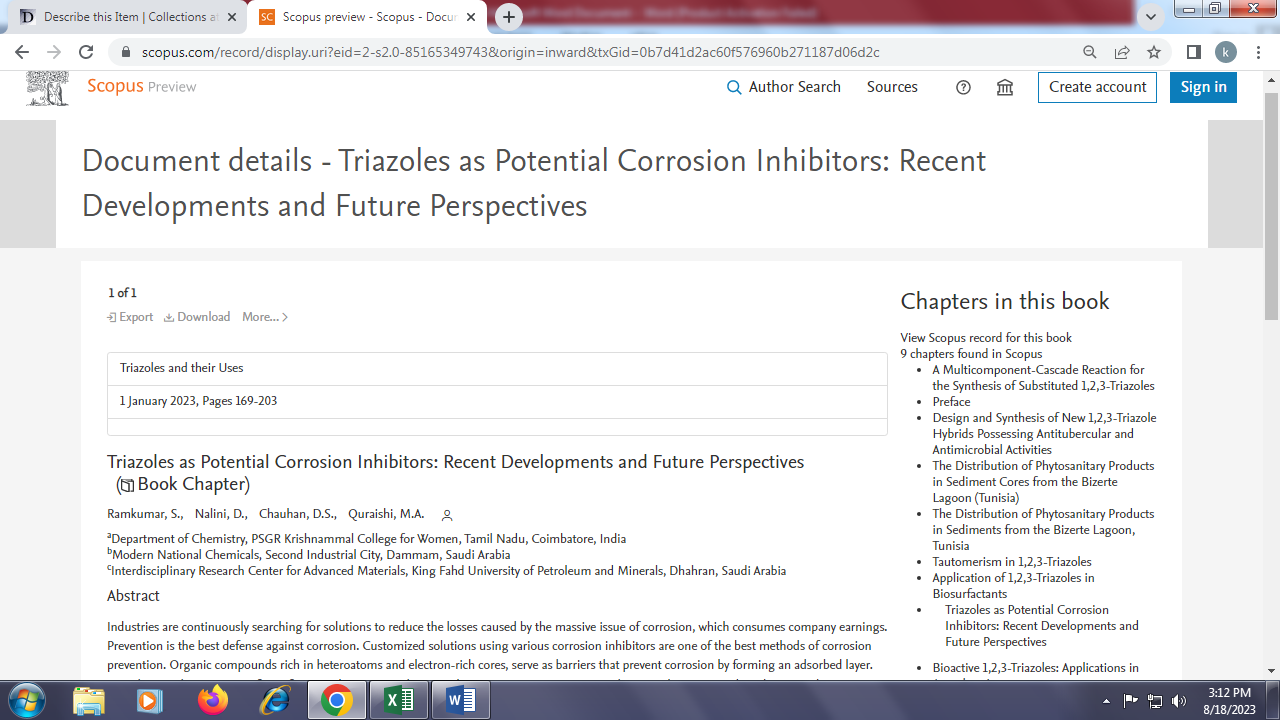 Describe this Item | Collections at
Scopus preview - Scopus - Docu
scopus.com/record/display.uri?eid=2-s2.0-85165349743&origin=inward&txGid=0b7d41d2ac60f576960b271187d06d2c
k
Scopus Preview
Author Search
Sources
Create account
Sign in
Document details - Triazoles as Potential Corrosion Inhibitors: Recent
Developments and Future Perspectives
1 of 1
Export
Download
More...
Triazoles and their Uses
1 January 2023, Pages 169-203
Triazoles as Potential Corrosion Inhibitors: Recent Developments and Future Perspectives
(Book Chapter)
Ramkumar, S., Nalini, D., Chauhan, D.S., Quraishi, M.A.
aDepartment of Chemistry, PSGR Krishnammal College for Women, Tamil Nadu, Coimbatore, India
bModern National Chemicals, Second Industrial City, Dammam, Saudi Arabia
cInterdisciplinary Research Center for Advanced Materials, King Fahd University of Petroleum and Minerals, Dhahran, Saudi Arabia
Abstract
Industries are continuously searching for solutions to reduce the losses caused by the massive issue of corrosion, which consumes company earnings.
Prevention is the best defense against corrosion. Customized solutions using various corrosion inhibitors are one of the best methods of corrosion
prevention. Organic compounds rich in heteroatoms and electron-rich cores, serve as barriers that prevent corrosion by forming an adsorbed layer.
Chapters in this book
View Scopus record for this book
9 chapters found in Scopus
A Multicomponent-Cascade Reaction for
the Synthesis of Substituted 1,2,3-Triazoles
Preface
Design and Synthesis of New 1,2,3-Triazole
Hybrids Possessing Antitubercular and
Antimicrobial Activities
The Distribution of Phytosanitary Products
in Sediment Cores from the Bizerte
Lagoon (Tunisia)
The Distribution of Phytosanitary Products
in Sediments from the Bizerte Lagoon,
Tunisia
Tautomerism in 1,2,3-Triazoles
Application of 1,2,3-Triazoles in
Biosurfactants
Triazoles as Potential Corrosion
Inhibitors: Recent Developments and
Future Perspectives
Bioactive 1,2,3-Triazoles: Applications in
3:12 PM
8/18/2023